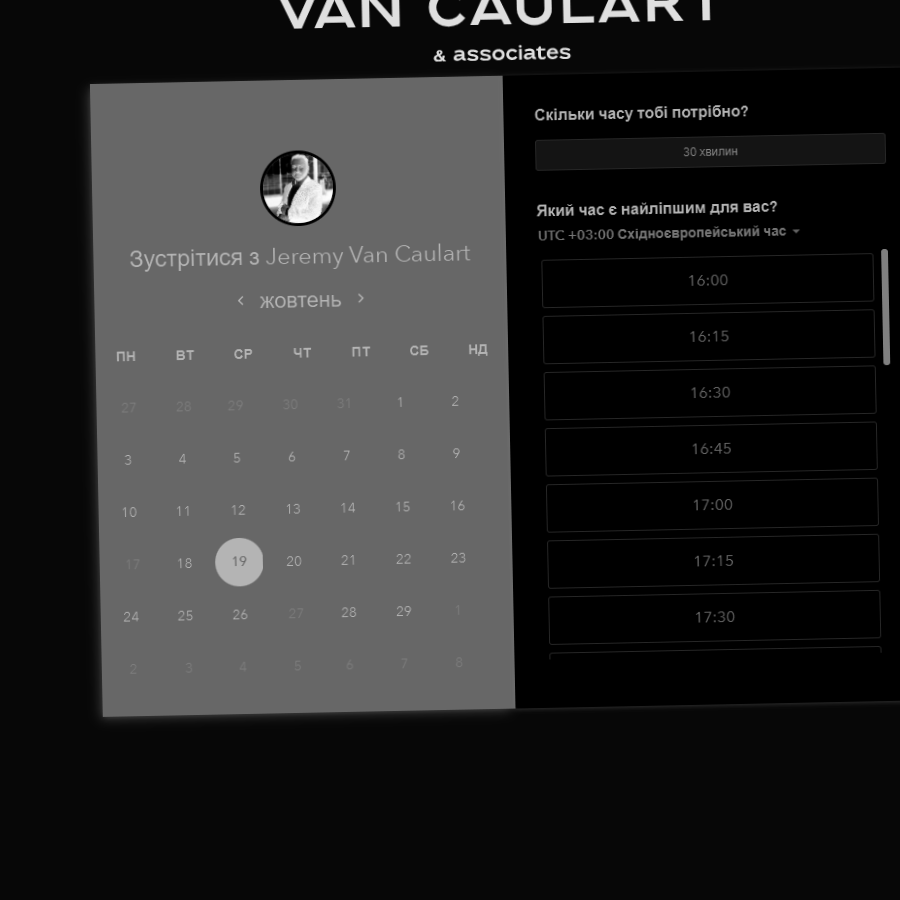 VAN CAULART
& associates
Зустрітися з Jeremy Van Caulart
‹ жовтень ›
ПН ВТ СР ЧТ ПТ СБ НД
27 28 29 30 31 1 2
3 4 5 6 7 8 9
10 11 12 13 14 15 16
17 18 19 20 21 22 23
24 25 26 27 28 29 1
2 3 4 5 6 7 8
Скільки часу тобі потрібно?
30 хвилин
Який час є найліпшим для вас?
UTC +03:00 Східноєвропейський час
16:00
16:15
16:30
16:45
17:00
17:15
17:30